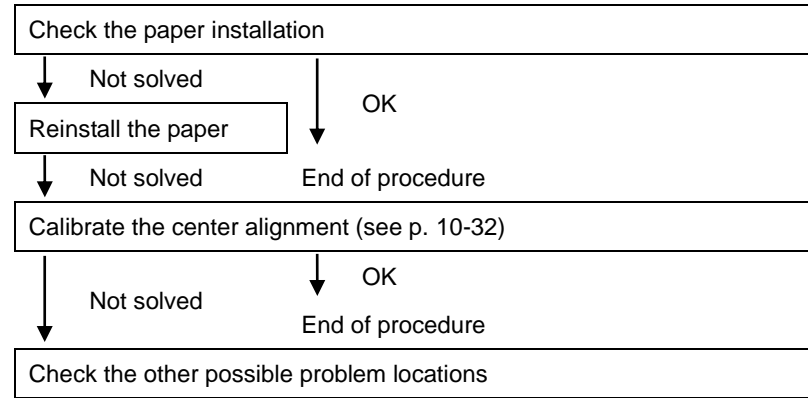 Check the paper installation
Not solved
OK
Reinstall the paper
Not solved
End of procedure
Calibrate the center alignment (see p. 10-32)
OK
Not solved
End of procedure
Check the other possible problem locations